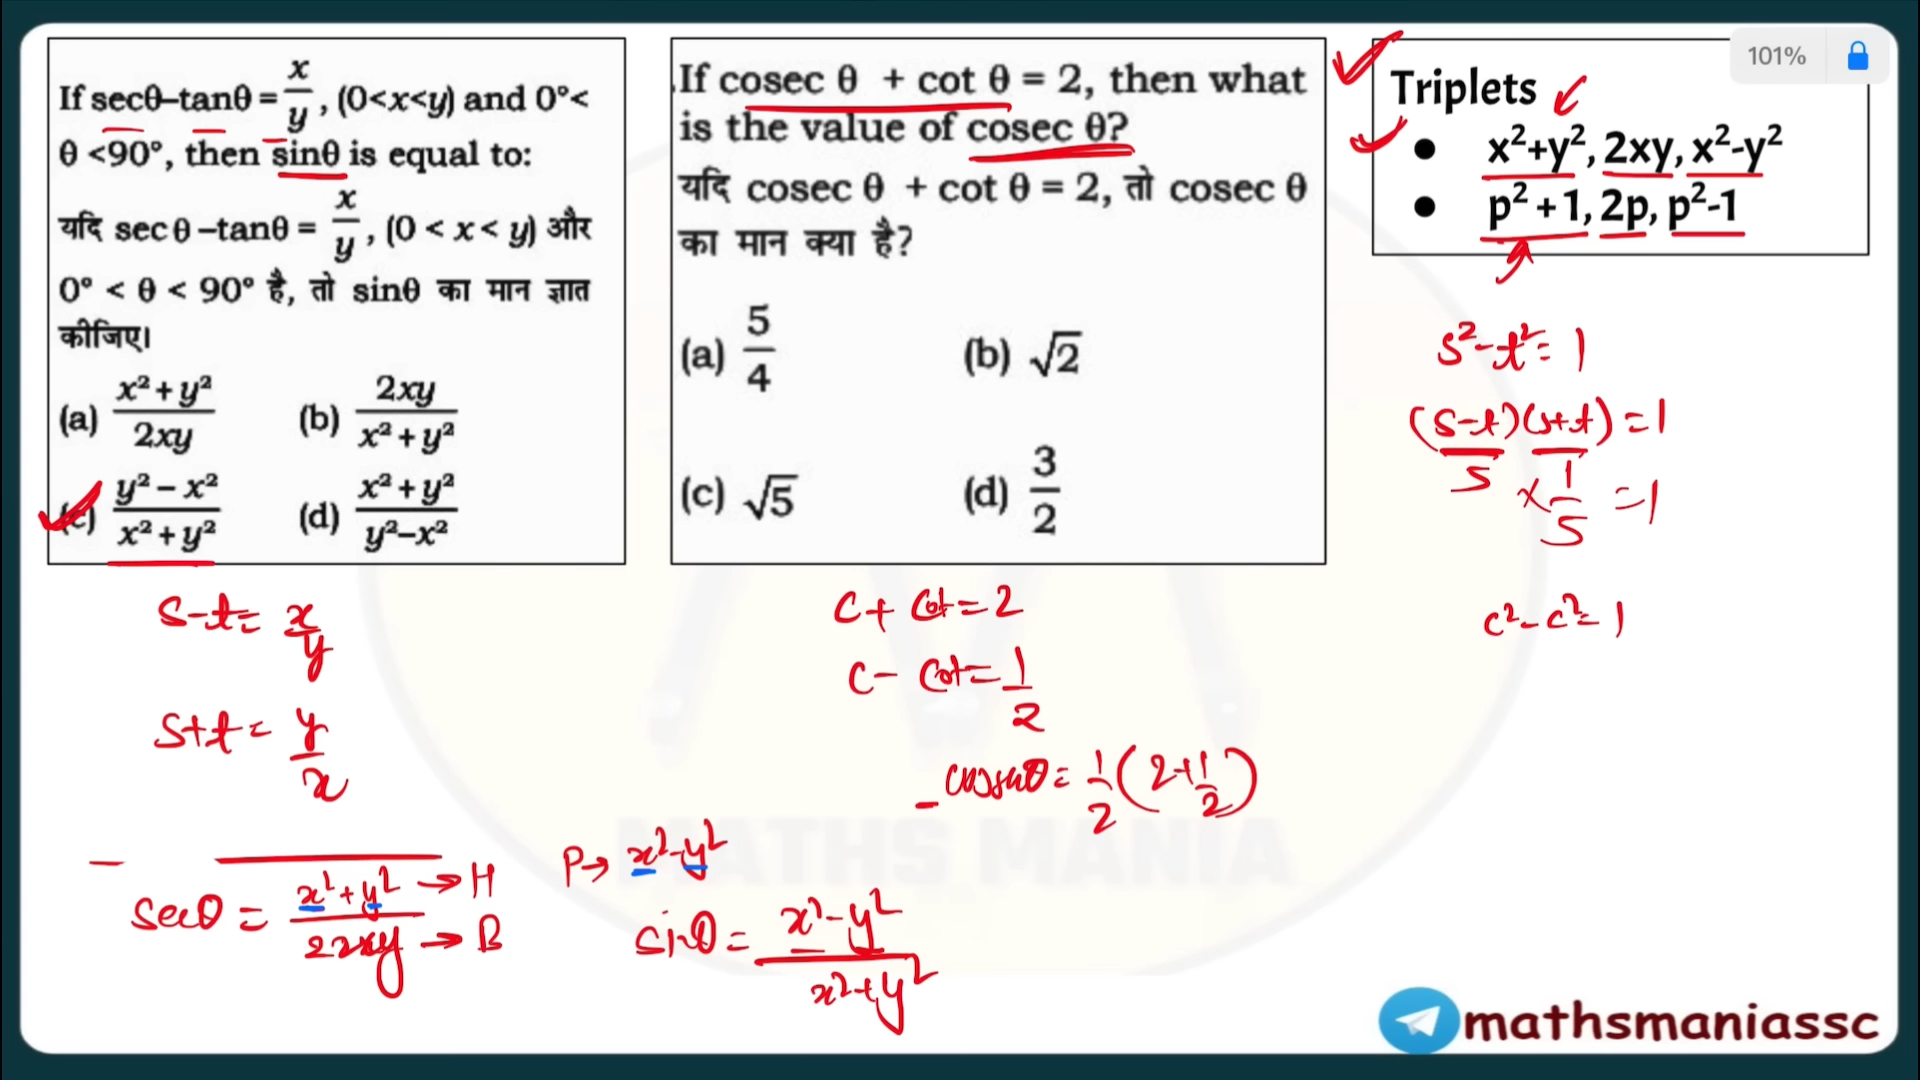 If secθ–tanθ = x/y, (0<x<y) and 0°<
θ <90°, then sinθ is equal to:
यदि secθ–tanθ = x/y, (0 < x < y) और
0° < θ < 90° है, तो sinθ का मान ज्ञात
कीजिए।
(a) x²+y²/2xy (b) 2xy/x²+y²
(c) y²–x²/x²+y² (d) x²+y²/y²–x²
If cosec θ + cot θ = 2, then what
is the value of cosec θ?
यदि cosec θ + cot θ = 2, तो cosec θ
का मान क्या है?
(a) 5/4 (b) √2
(c) √5 (d) 3/2
101%
Triplets
• x²+y², 2xy, x²-y²
• p²+1, 2p, p²-1
s²-t²=1
(s-t)(s+t)=1
5 × 1/5 =1
c²-c²=1
s-t= x/y
s+t= y/x
secθ = x²+y² → H
→ B
c+cot=2
c-cot=1/2
= 1/2(2+1/2)
P→ x²-y²
sinθ = x²-y²/x²+y²
MATHS MANIA
mathsmaniassc